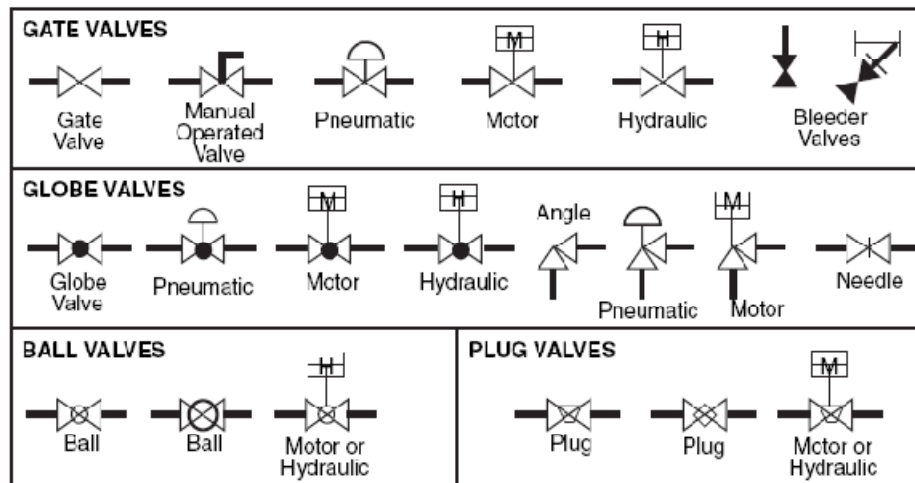 GATE VALVES
M
H
Gate
Valve
Manual
Operated
Valve
Pneumatic
Motor
Hydraulic
Bleeder
Valves
GLOBE VALVES
M
H
Angle
M
Globe
Valve
Pneumatic
Motor
Hydraulic
Pneumatic
Motor
Needle
BALL VALVES
H
Ball
Ball
Motor or
Hydraulic
PLUG VALVES
M
Plug
Plug
Motor or
Hydraulic